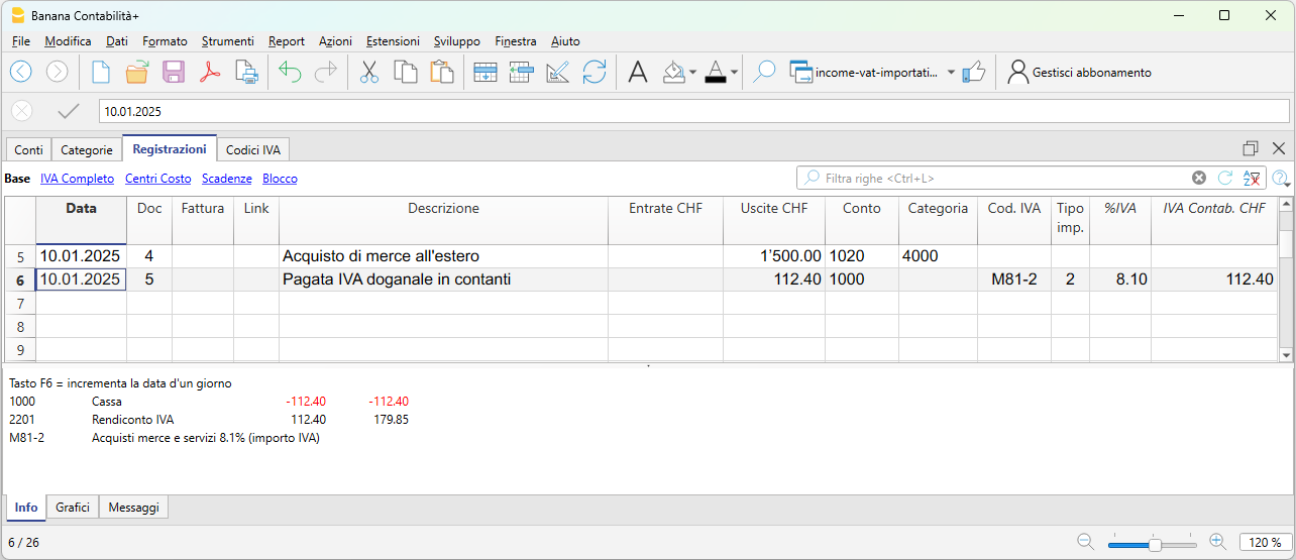 Banana Contabilità+
File Modifica Dati Formato Strumenti Report Azioni Estensioni Sviluppo Finestra Aiuto
income-vat-importati... Gestisci abbonamento
10.01.2025
Conti Categorie Registrazioni Codici IVA
Base IVA Completo Centri Costo Scadenze Blocco Filtra righe <Ctrl+L>
Data Doc Fattura Link Descrizione Entrate CHF Uscite CHF Conto Categoria Cod. IVA Tipo imp. %IVA IVA Contab. CHF
5 10.01.2025 4 Acquisto di merce all'estero 1'500.00 1020 4000
6 10.01.2025 5 Pagata IVA doganale in contanti 112.40 1000 M81-2 2 8.10 112.40
7
8
9
Tasto F6 = incrementa la data d'un giorno
1000 Cassa -112.40 -112.40
2201 Rendiconto IVA 112.40 179.85
M81-2 Acquisti merce e servizi 8.1% (importo IVA)
Info Grafici Messaggi
6 / 26 120 %